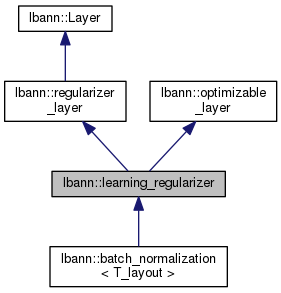 lbann::Layer
lbann::regularizer
_layer
lbann::optimizable
_layer
lbann::learning_regularizer
lbann::batch_normalization
< T_layout >